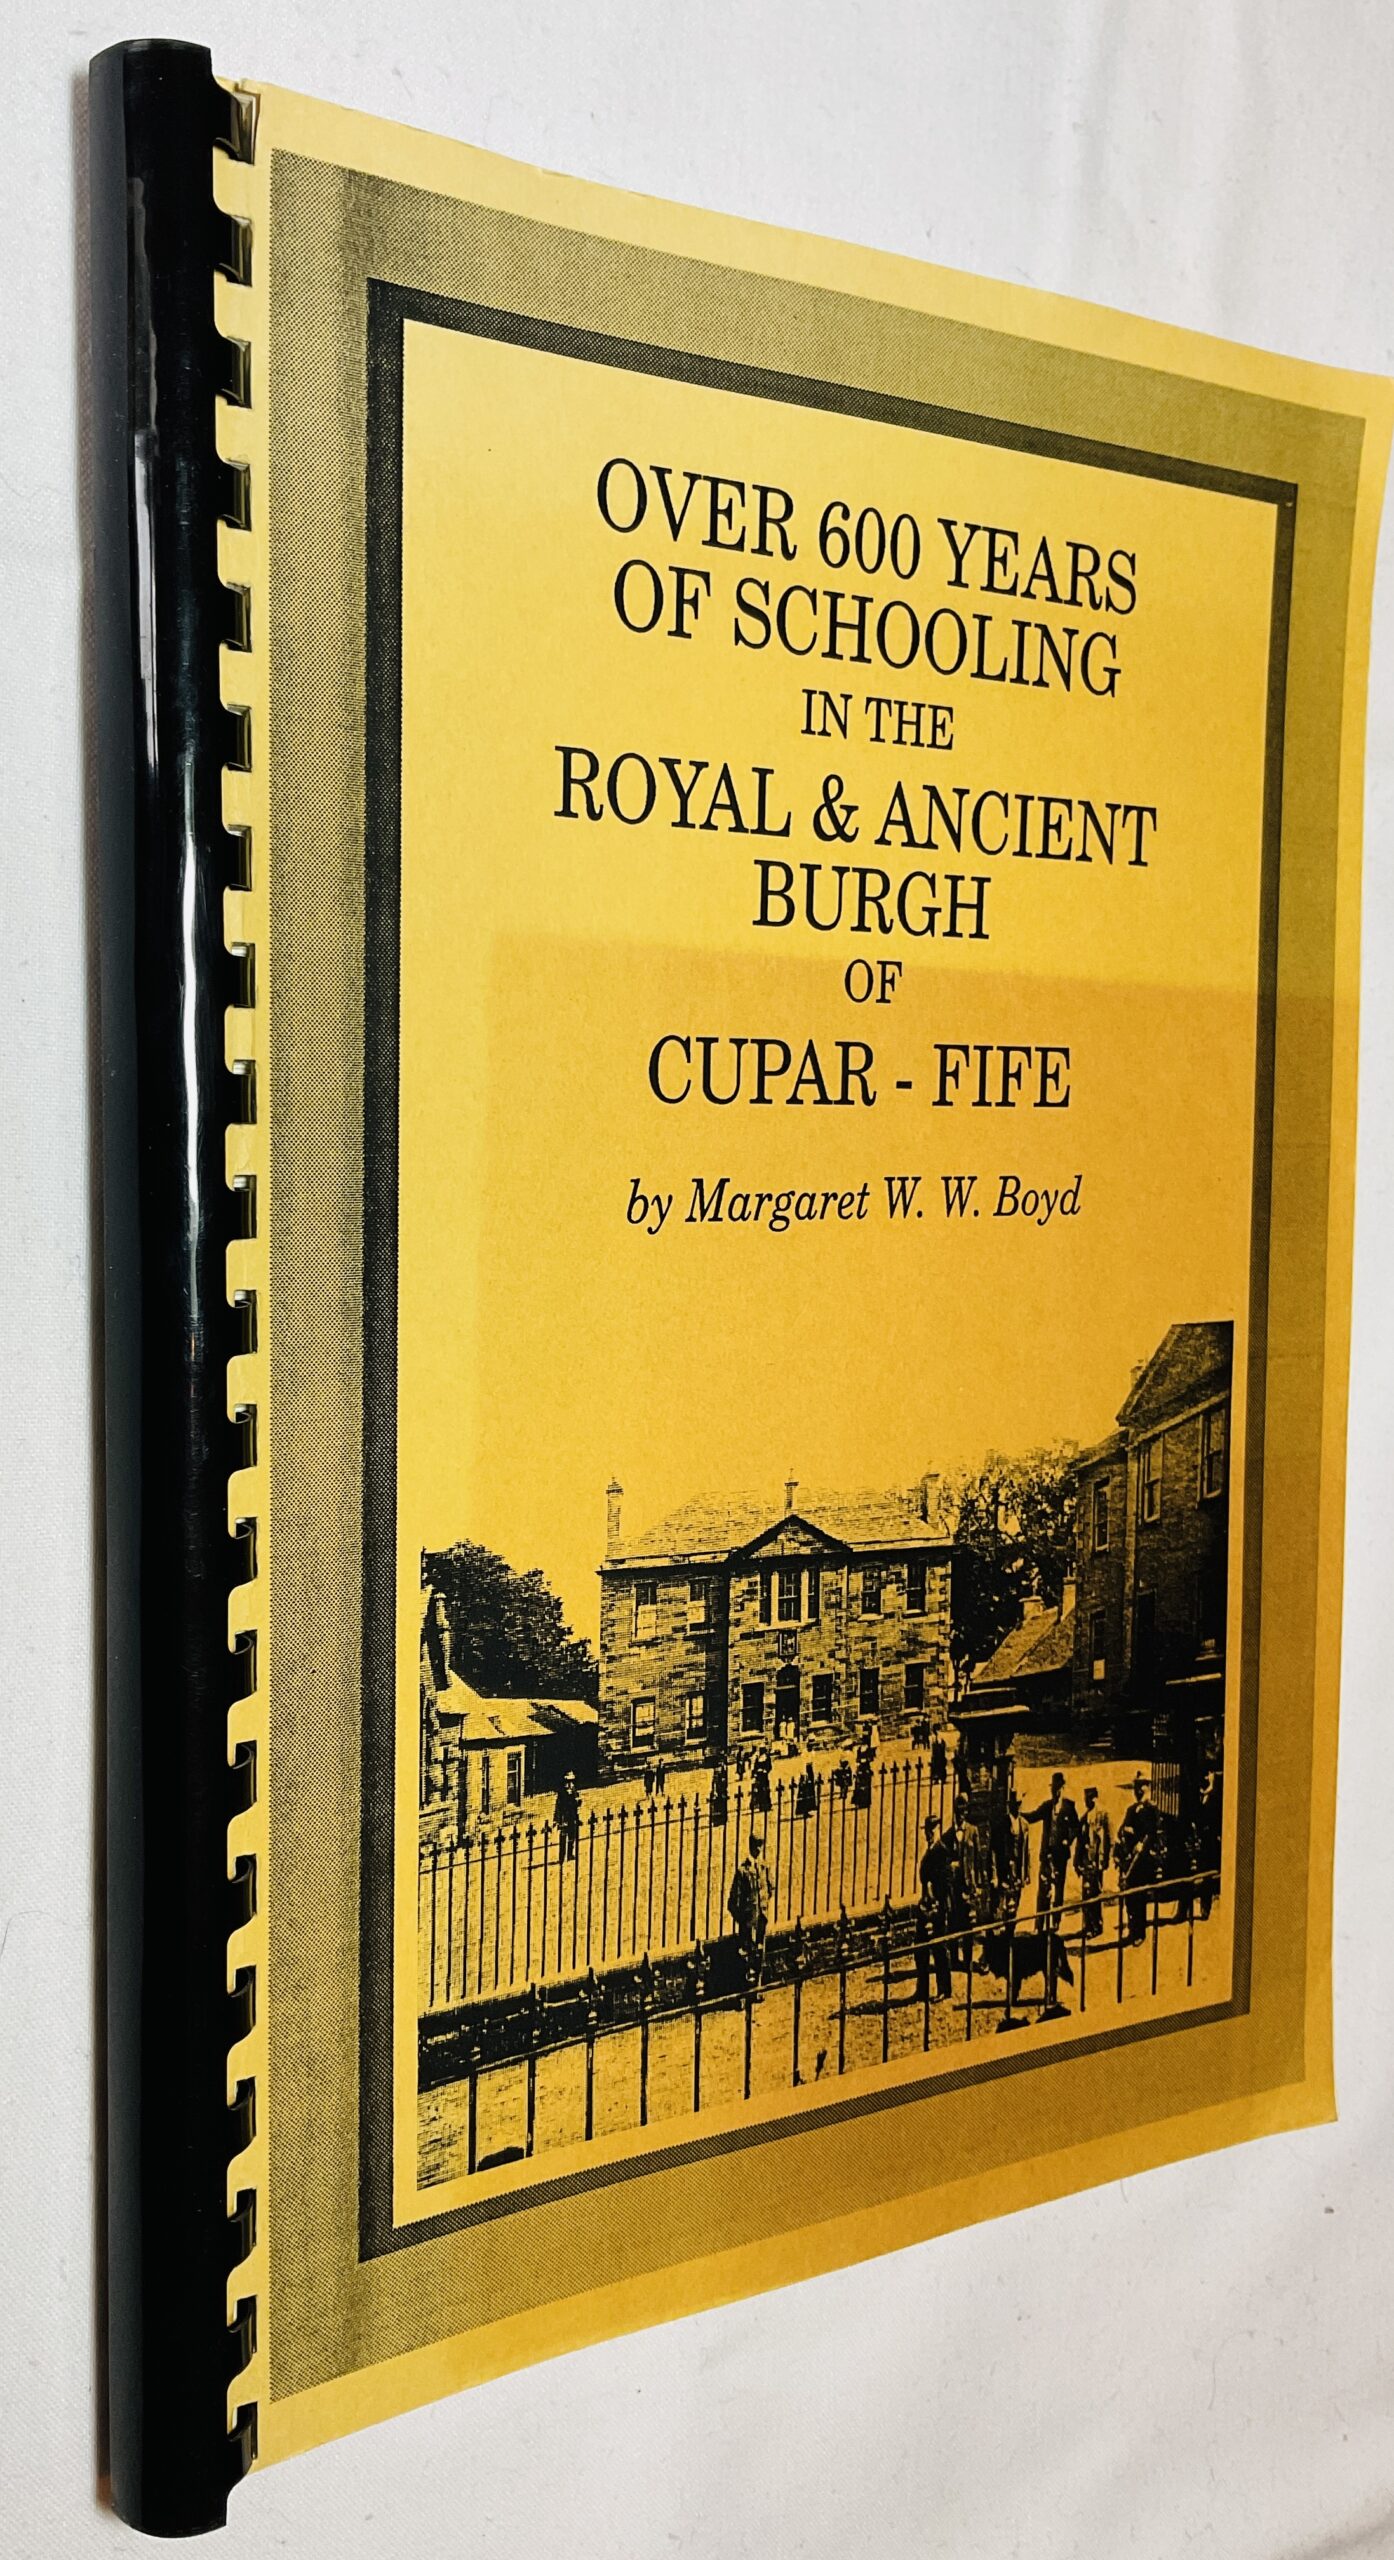 OVER 600 YEARS
OF SCHOOLING
IN THE
ROYAL & ANCIENT
BURGH
OF
CUPAR - FIFE
by Margaret W. W. Boyd